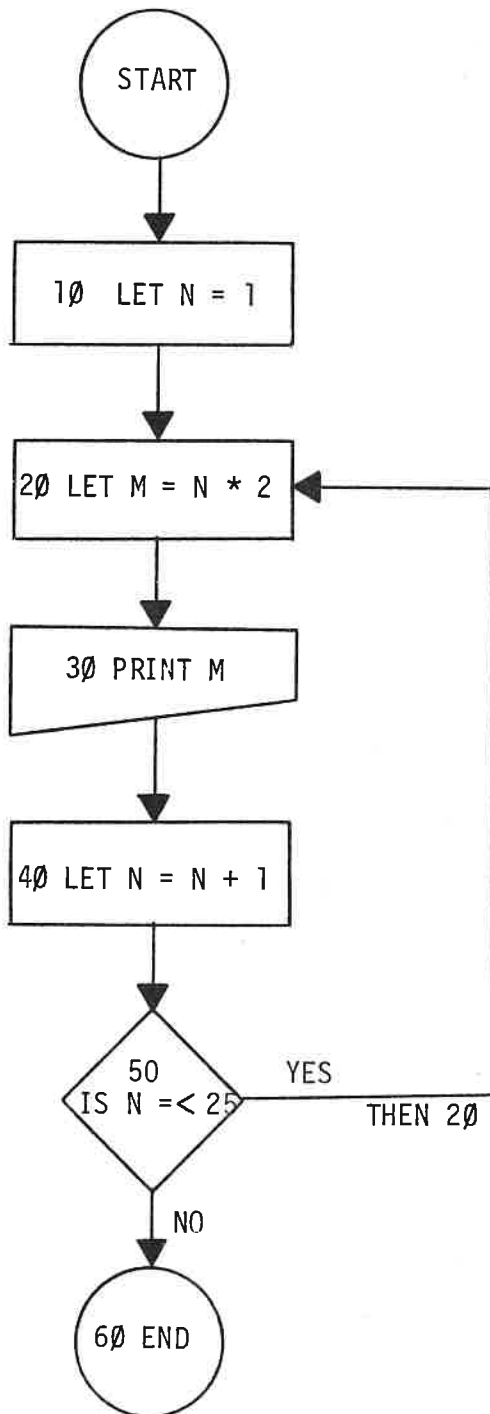 START
1Ø LET N = 1
2Ø LET M = N * 2
3Ø PRINT M
4Ø LET N = N + 1
50
IS N =< 25
YES
THEN 2Ø
NO
6Ø END